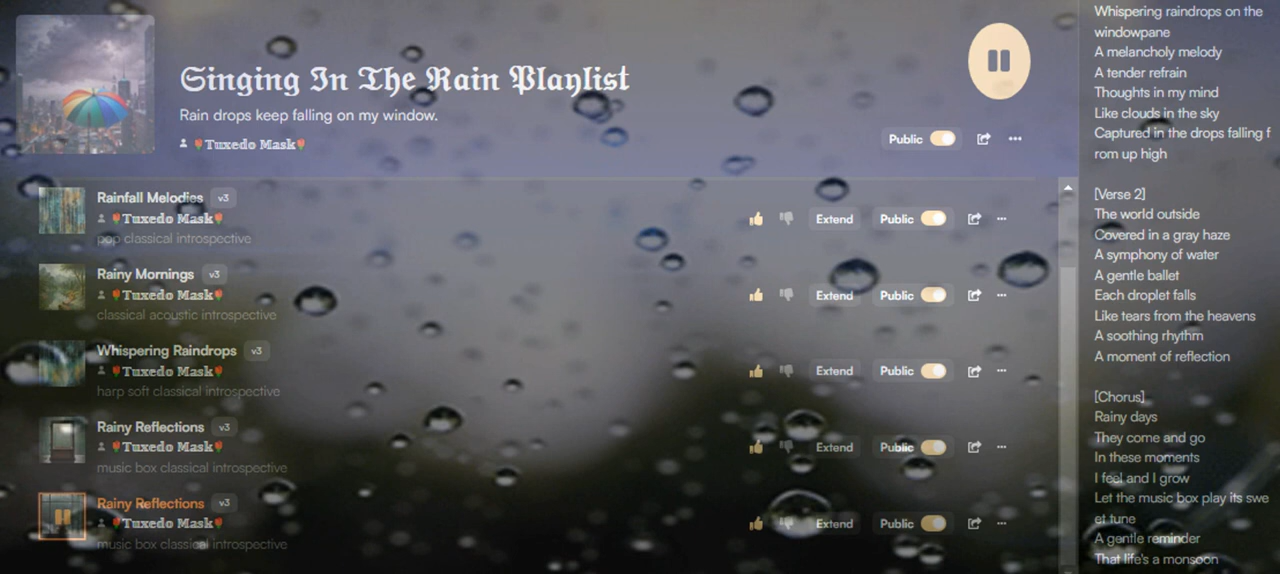 Singing In The Rain Playlist
Rain drops keep falling on my window.
🌹Tuxedo Mask🌹
Public
Rainfall Melodies v3
🌹Tuxedo Mask🌹
pop classical introspective
Extend Public
Rainy Mornings v3
🌹Tuxedo Mask🌹
classical acoustic introspective
Extend Public
Whispering Raindrops v3
🌹Tuxedo Mask🌹
harp soft classical introspective
Extend Public
Rainy Reflections v3
🌹Tuxedo Mask🌹
music box classical introspective
Extend Public
Rainy Reflections v3
🌹Tuxedo Mask🌹
music box classical introspective
Extend Public
Whispering raindrops on the
windowpane
A melancholy melody
A tender refrain
Thoughts in my mind
Like clouds in the sky
Captured in the drops falling f
rom up high
[Verse 2]
The world outside
Covered in a gray haze
A symphony of water
A gentle ballet
Each droplet falls
Like tears from the heavens
A soothing rhythm
A moment of reflection
[Chorus]
Rainy days
They come and go
In these moments
I feel and I grow
Let the music box play its swe
et tune
A gentle reminder
That life's a monsoon